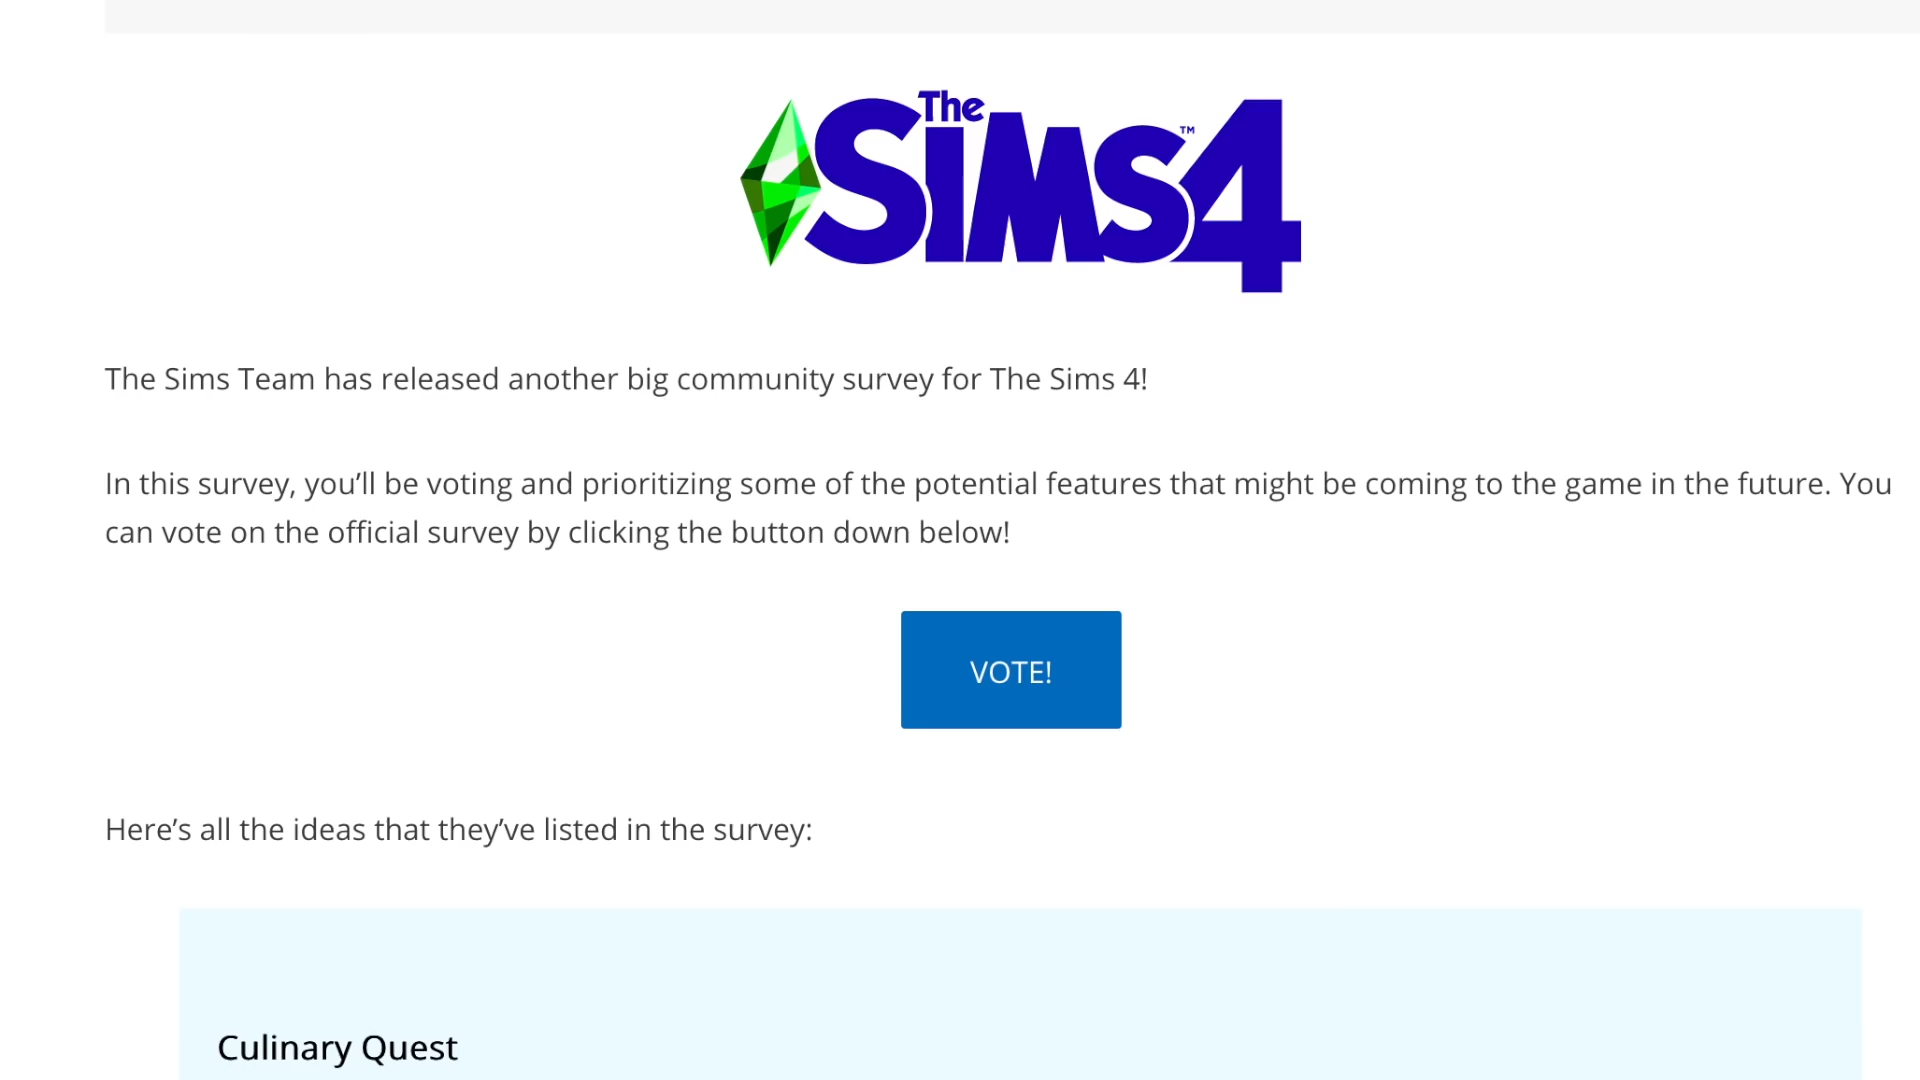 The
Sims4™
The Sims Team has released another big community survey for The Sims 4!
In this survey, you’ll be voting and prioritizing some of the potential features that might be coming to the game in the future. You
can vote on the official survey by clicking the button down below!
VOTE!
Here’s all the ideas that they’ve listed in the survey:
Culinary Quest